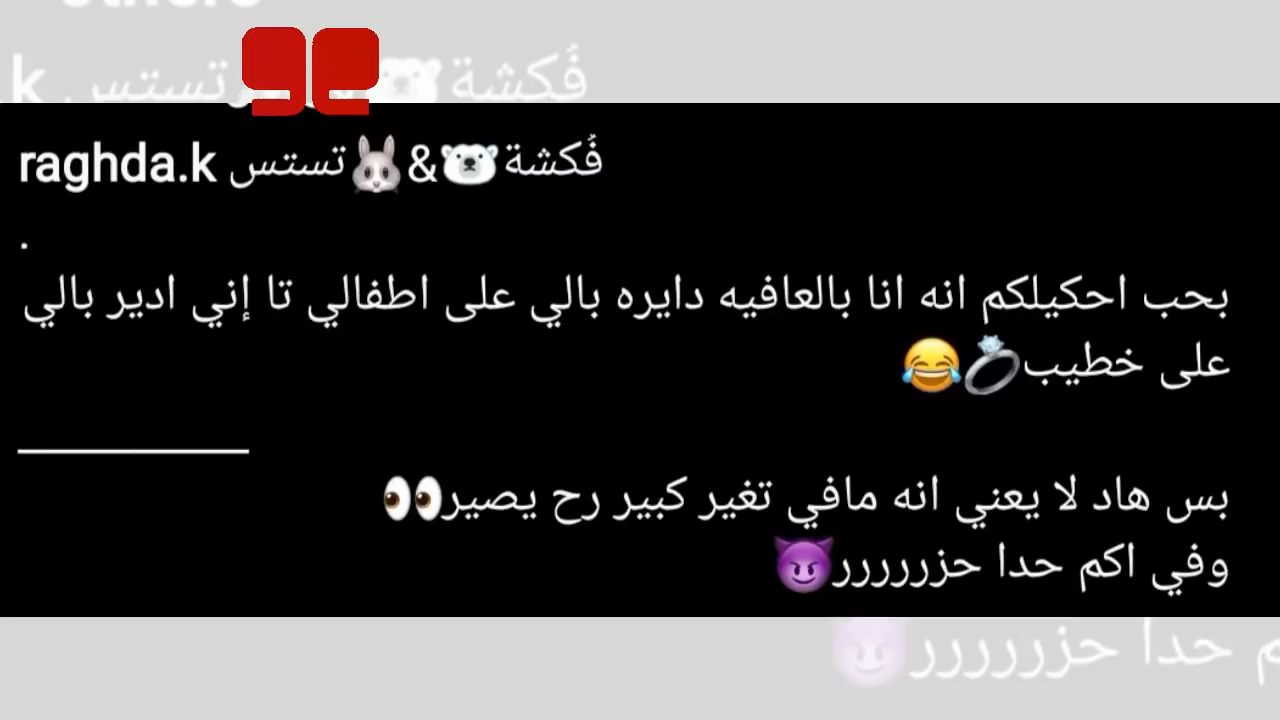 فَكشة🐻‍❄️&🐰تستس raghda.k
.
بحب احكيلكم انه انا بالعافيه دايره بالي على اطفالي تا إني ادير بالي
على خطيب💍😂
____________
بس هاد لا يعني انه مافي تغير كبير رح يصير👀
وفي اكم حدا حزرررررر😈